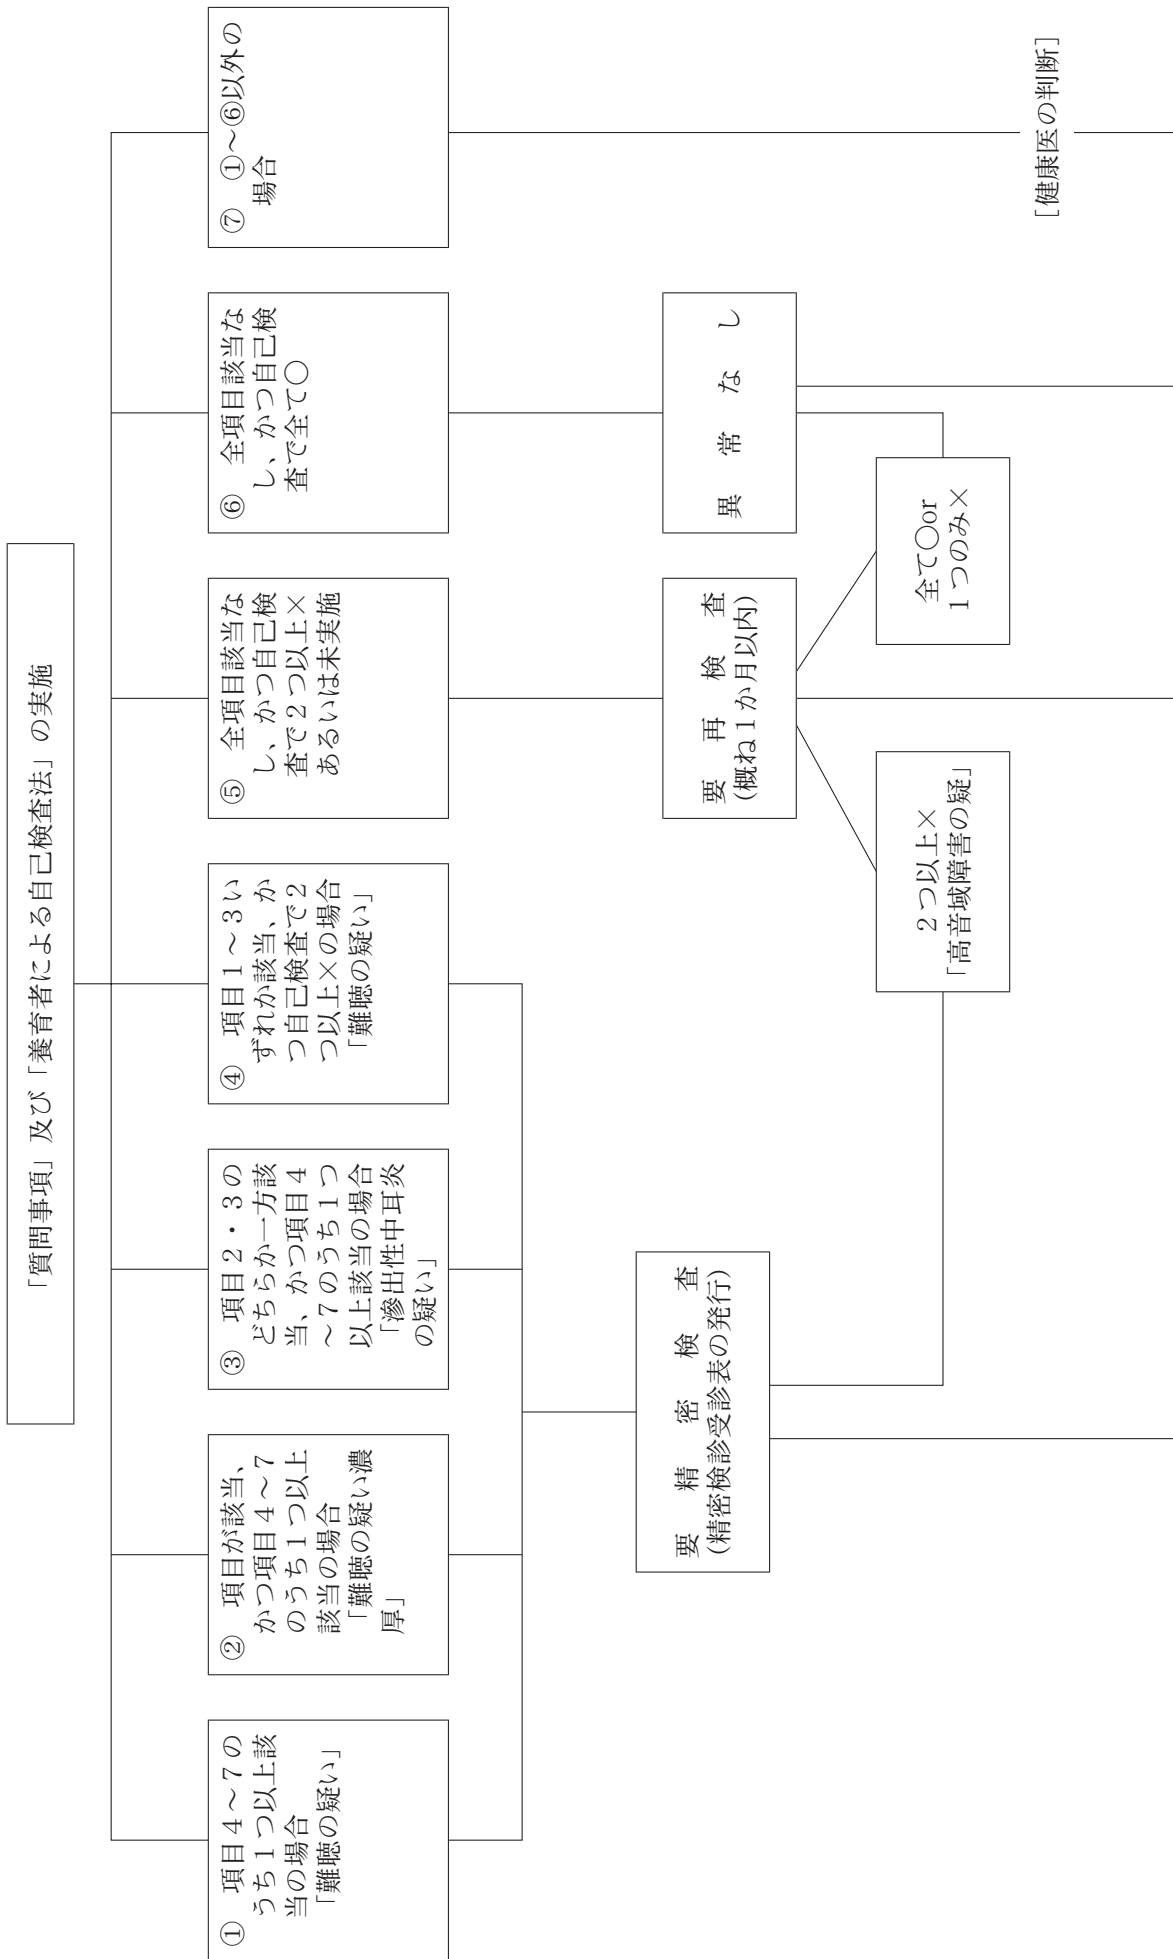 「質問事項」及び「養育者による自己検査法」の実施
① 項目４～７の
うち１つ以上該
当の場合
「難聴の疑い」
② 項目が該当、
かつ項目４～７
のうち１つ以上
該当の場合
「難聴の疑い濃
厚」
③ 項目２・３の
どちらか一方該
当、かつ項目４
～７のうち１つ
以上該当の場合
「滲出性中耳炎
の疑い」
④ 項目１～３い
ずれか該当、か
つ自己検査で２
つ以上×の場合
「難聴の疑い」
⑤ 全項目該当な
し、かつ自己検
査で２つ以上×
あるいは未実施
⑥ 全項目該当な
し、かつ自己検
査で全て〇
⑦ ①～⑥以外の
場合
要精密検査
(精密検診受診表の発行)
要再検査
(概ね１か月以内)
異常なし
２つ以上×
「高音域障害の疑」
全て〇or
１つのみ×
[健康医の判断]